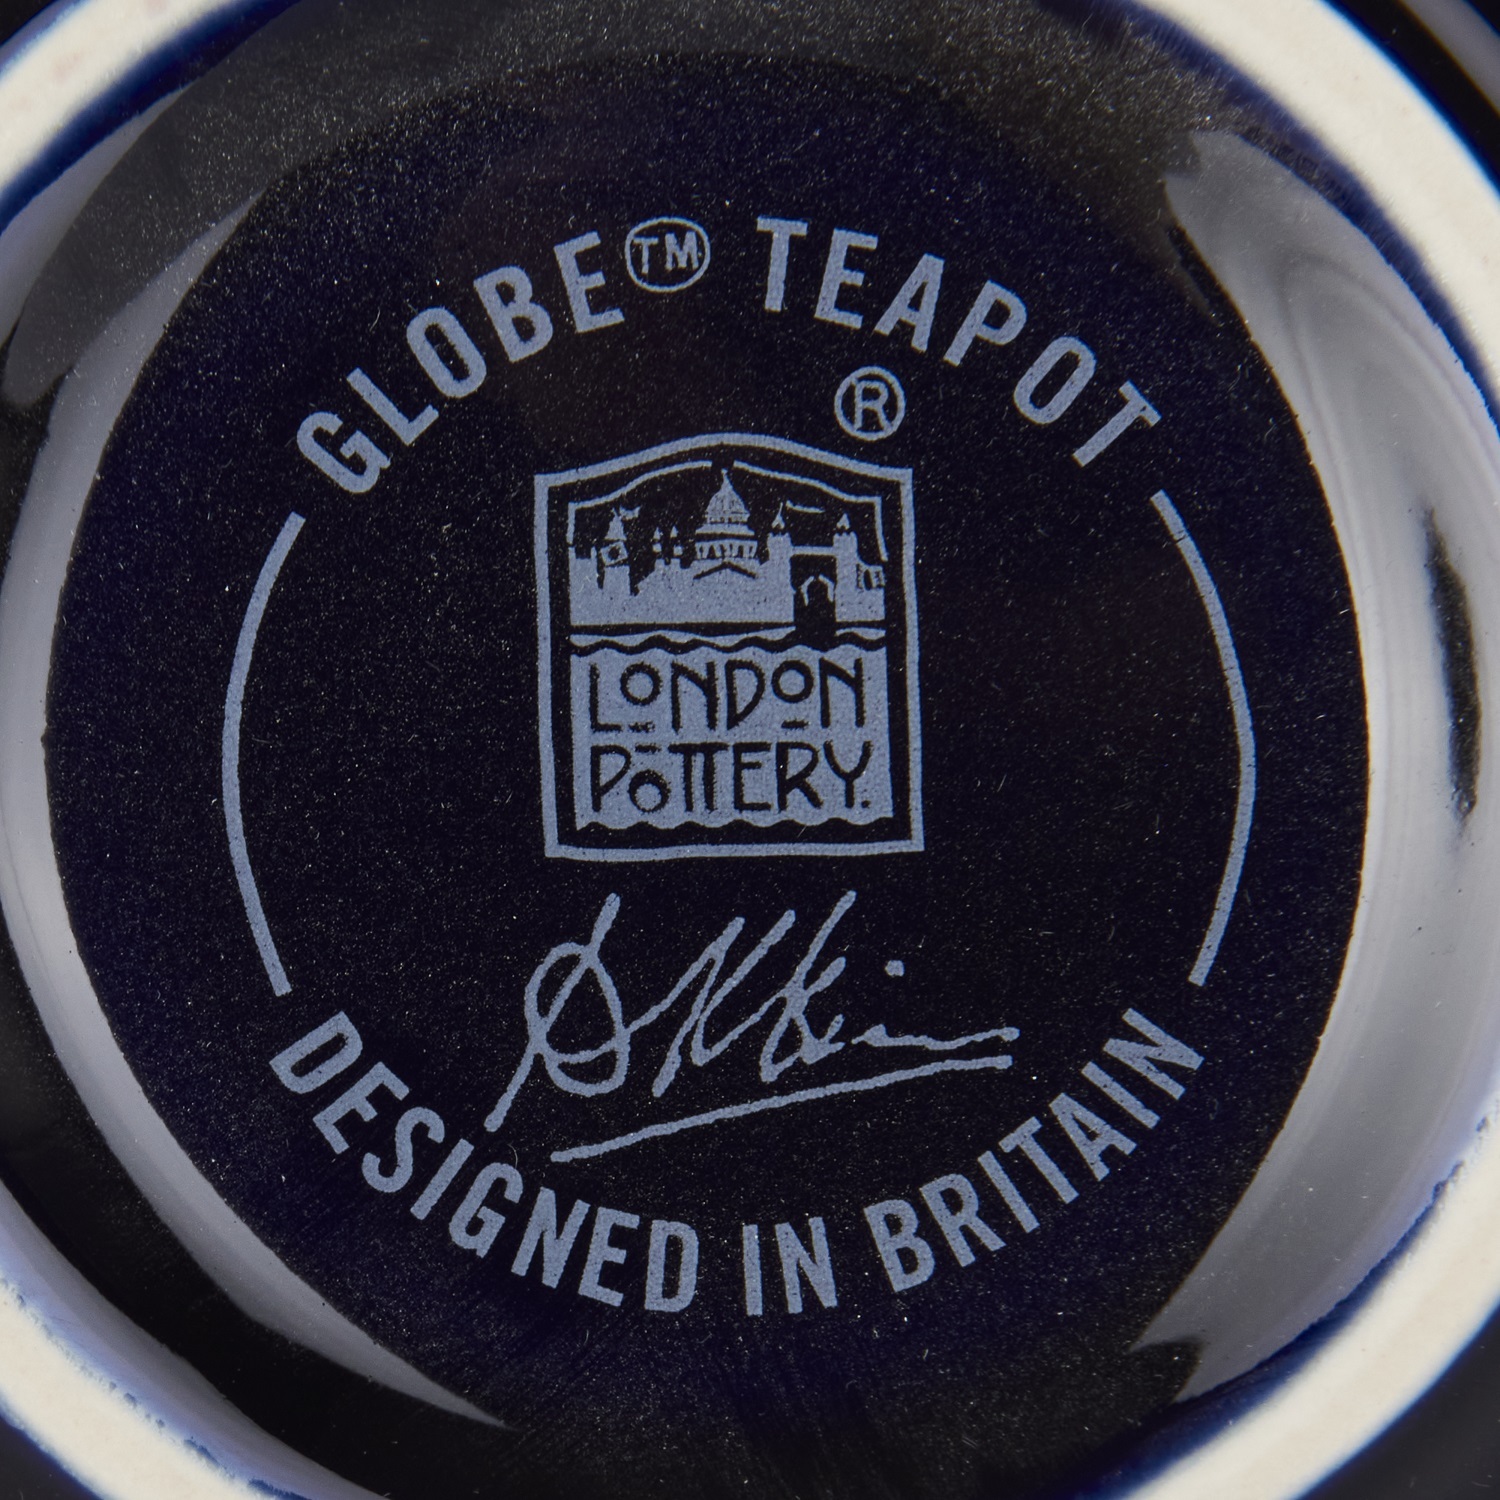 GLOBE™ TEAPOT
®
LONDON
POTTERY.
DESIGNED IN BRITAIN